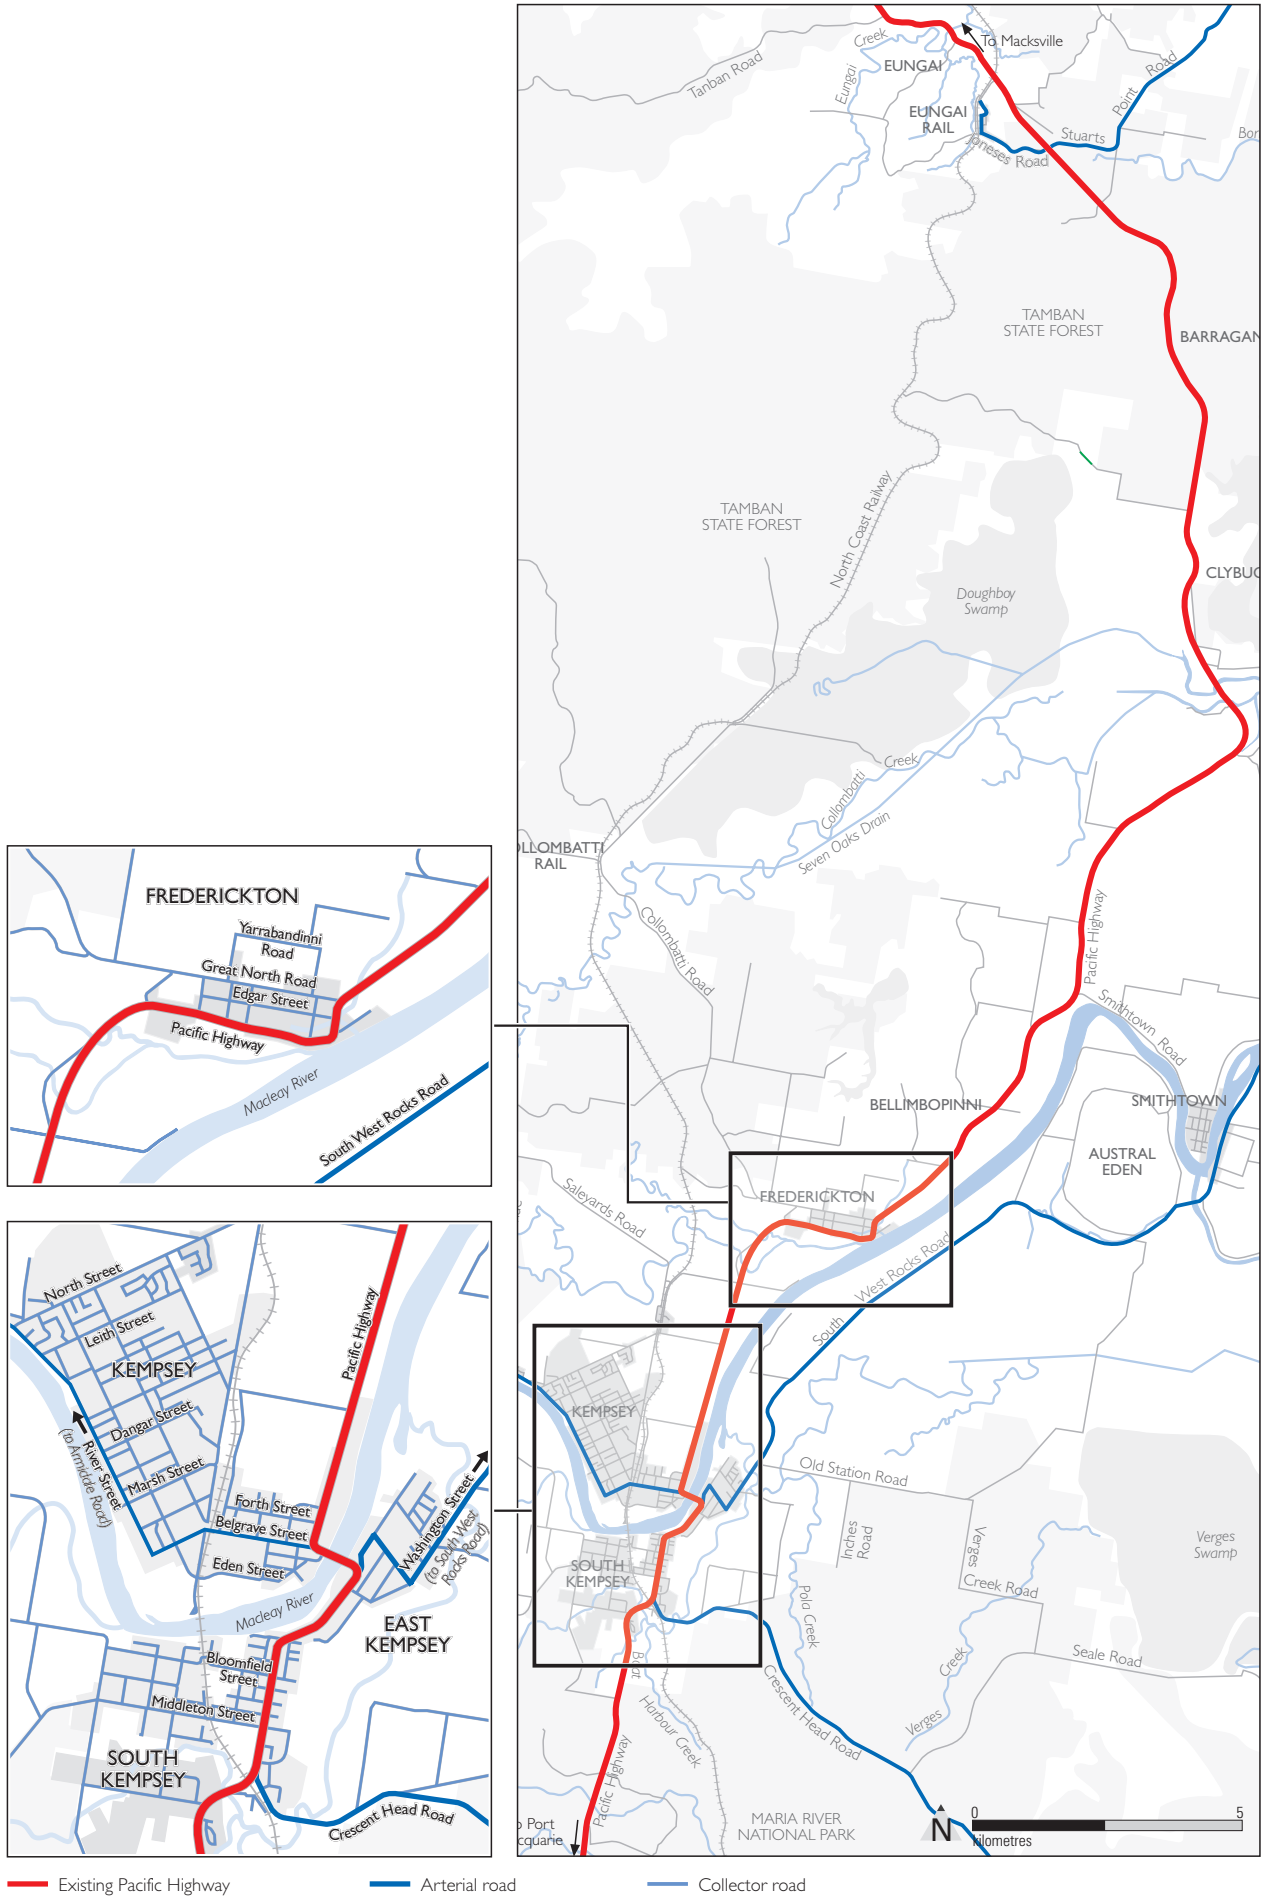 To Macksville
Creek
Tanban Road
EUNGAI
Eungai
Road
Point
EUNGAI
RAIL
Stuarts
Bor
Joneses Road
TAMBAN
STATE FOREST
BARRAGAN
TAMBAN
STATE FOREST
North Coast Railway
CLYBUC
Doughboy
Swamp
Creek
Collombatti
Seven Oaks Drain
OLLOMBATTI
RAIL
Collombatti Road
Pacific Highway
Smithtown Road
BELLIMBOPINNI
SMITHTOWN
AUSTRAL
EDEN
Saleyards Road
FREDERICKTON
West Rocks Road
South
KEMPSEY
Old Station Road
Inches
Road
Verges
Creek Road
Verges
Swamp
SOUTH
KEMPSEY
Pola Creek
Seale Road
Creek
Verges
Boat
Harbour Creek
Crescent Head Road
Pacific Highway
o Port
cquarie
MARIA RIVER
NATIONAL PARK
N
0
5
kilometres
FREDERICKTON
Yarrabandinni
Road
Great North Road
Edgar Street
Pacific Highway
Macleay River
South West Rocks Road
North Street
Leith Street
Pacific Highway
KEMPSEY
Dangar Street
River Street
(to Armidale Road)
Marsh Street
Forth Street
Belgrave Street
Washington Street
(to South West
Rocks Road)
Eden Street
Macleay River
EAST
KEMPSEY
Bloomfield
Street
Middleton Street
SOUTH
KEMPSEY
Crescent Head Road
Existing Pacific Highway
Arterial road
Collector road